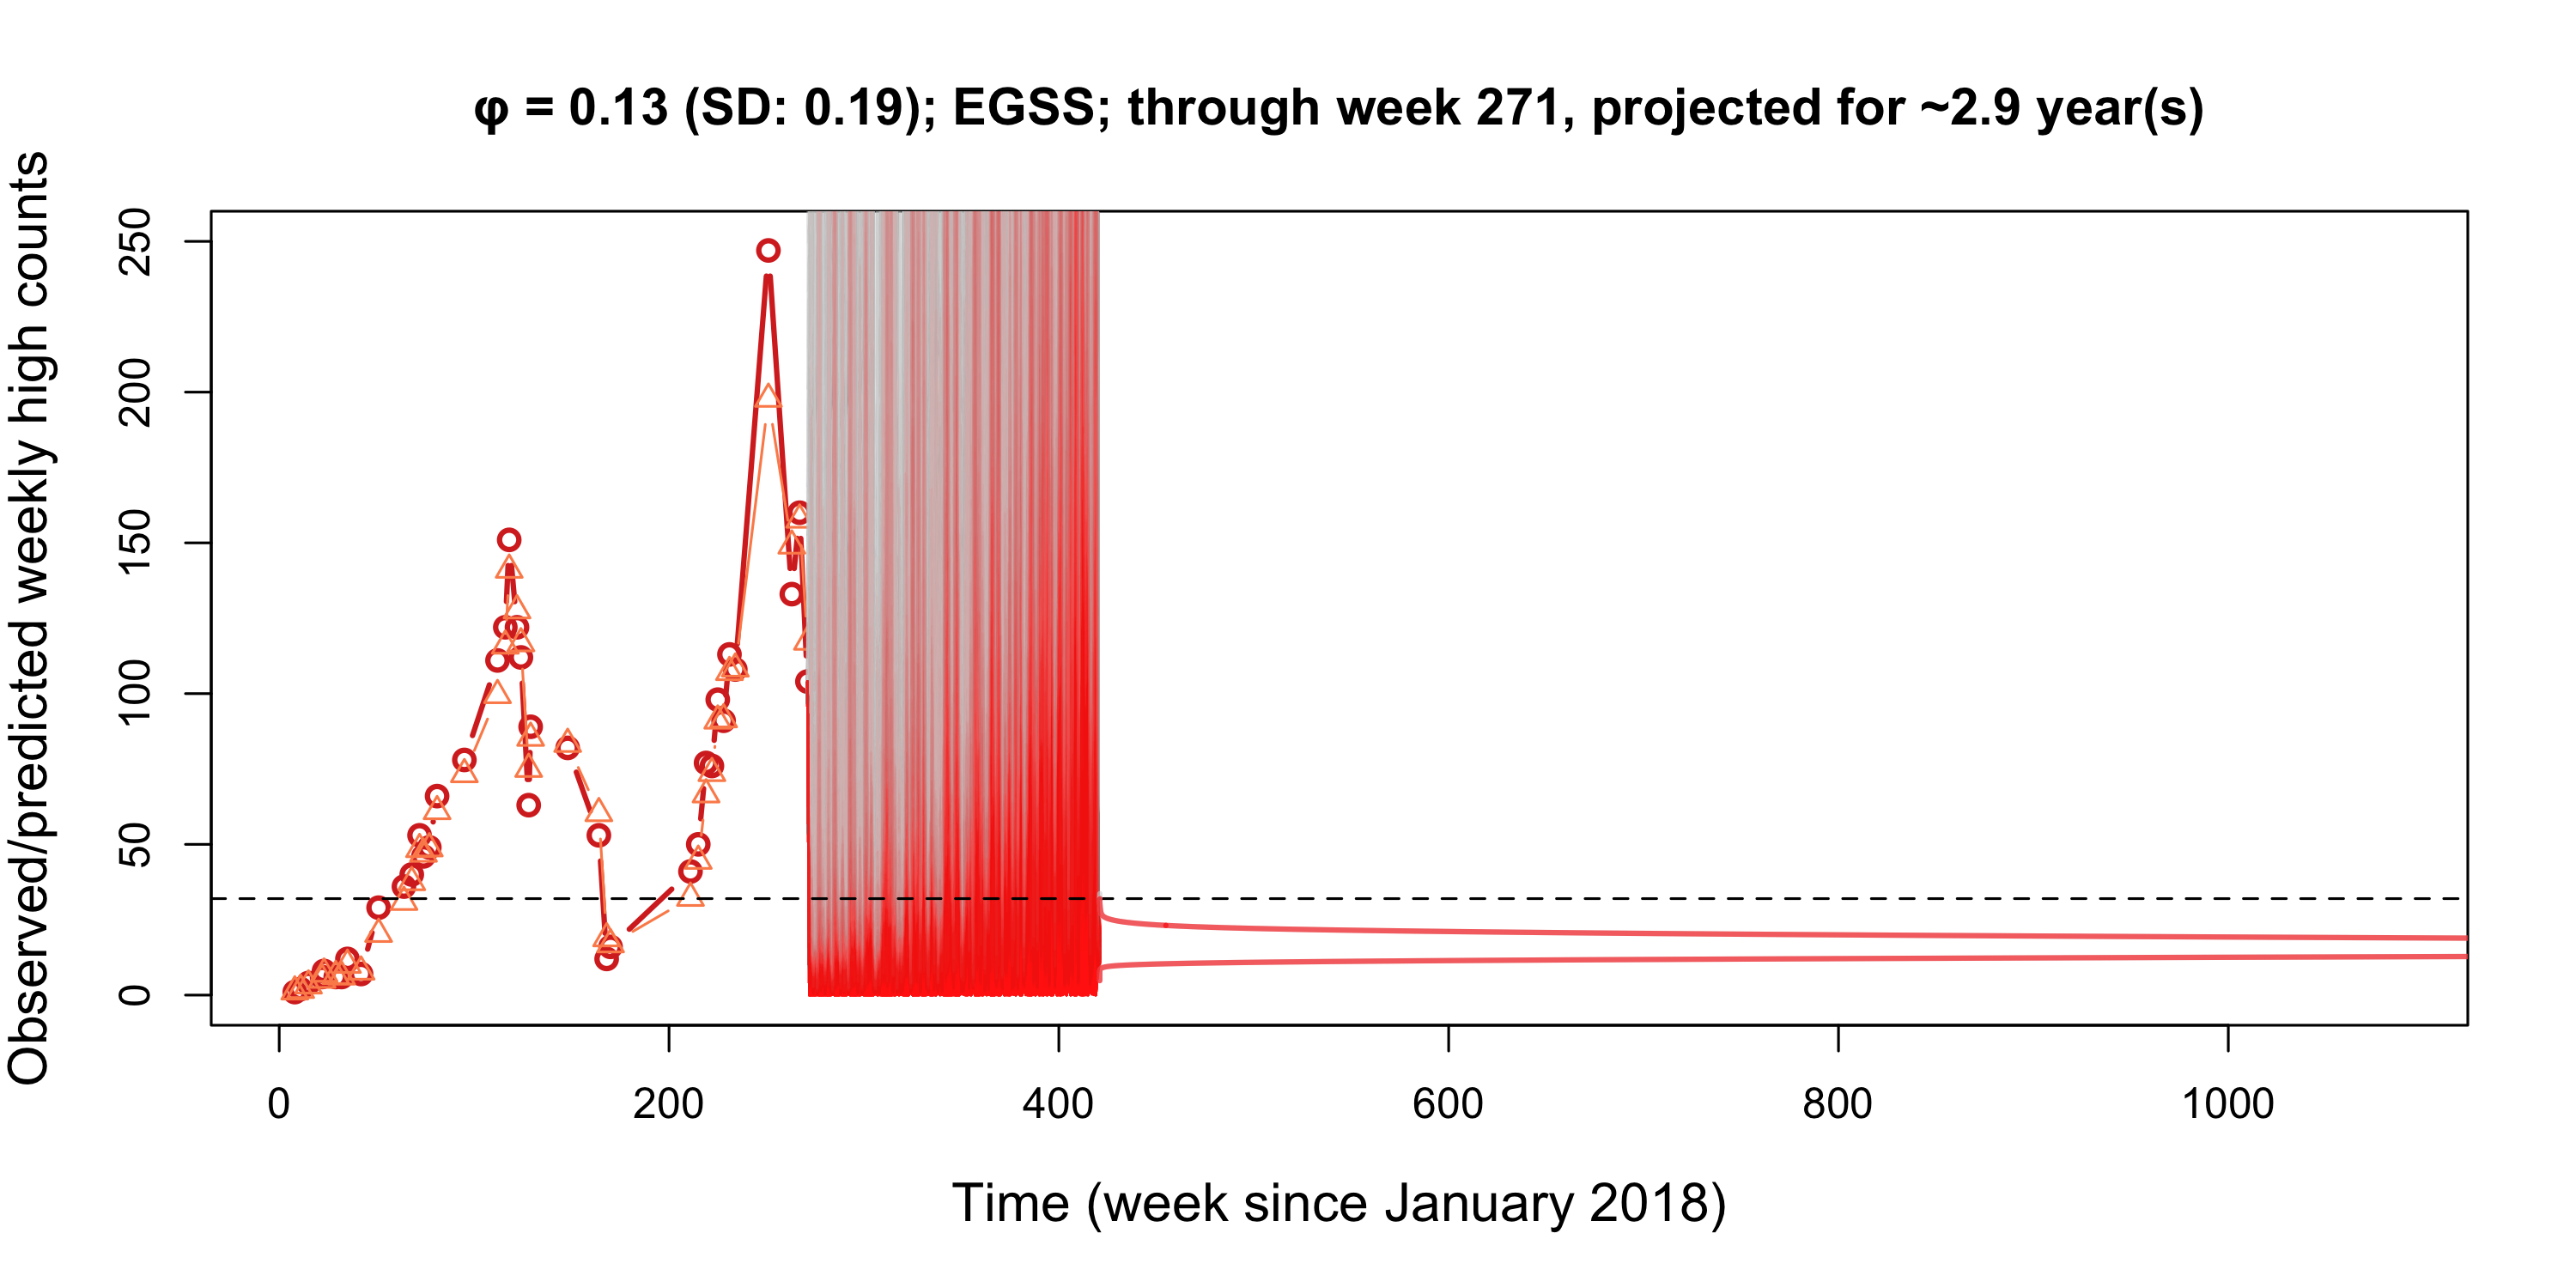 φ = 0.13 (SD: 0.19); EGSS; through week 271, projected for ~2.9 year(s)
Observed/predicted weekly high counts
250
200
150
100
50
0
0 200 400 600 800 1000
Time (week since January 2018)